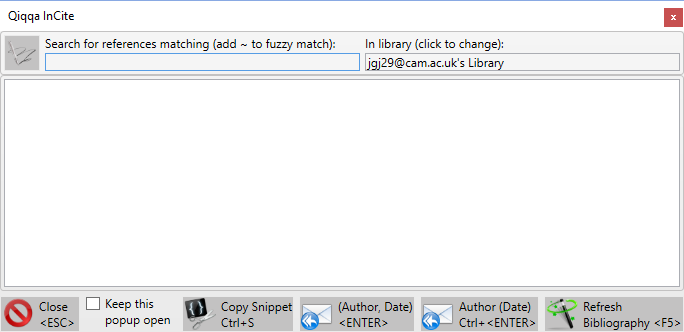 Qiqqa InCite
x
Search for references matching (add ~ to fuzzy match):
In library (click to change):
jgj29@cam.ac.uk's Library
Close
<ESC>
Keep this
popup open
Copy Snippet
Ctrl+S
(Author, Date)
<ENTER>
Author (Date)
Ctrl+<ENTER>
Refresh
Bibliography <F5>